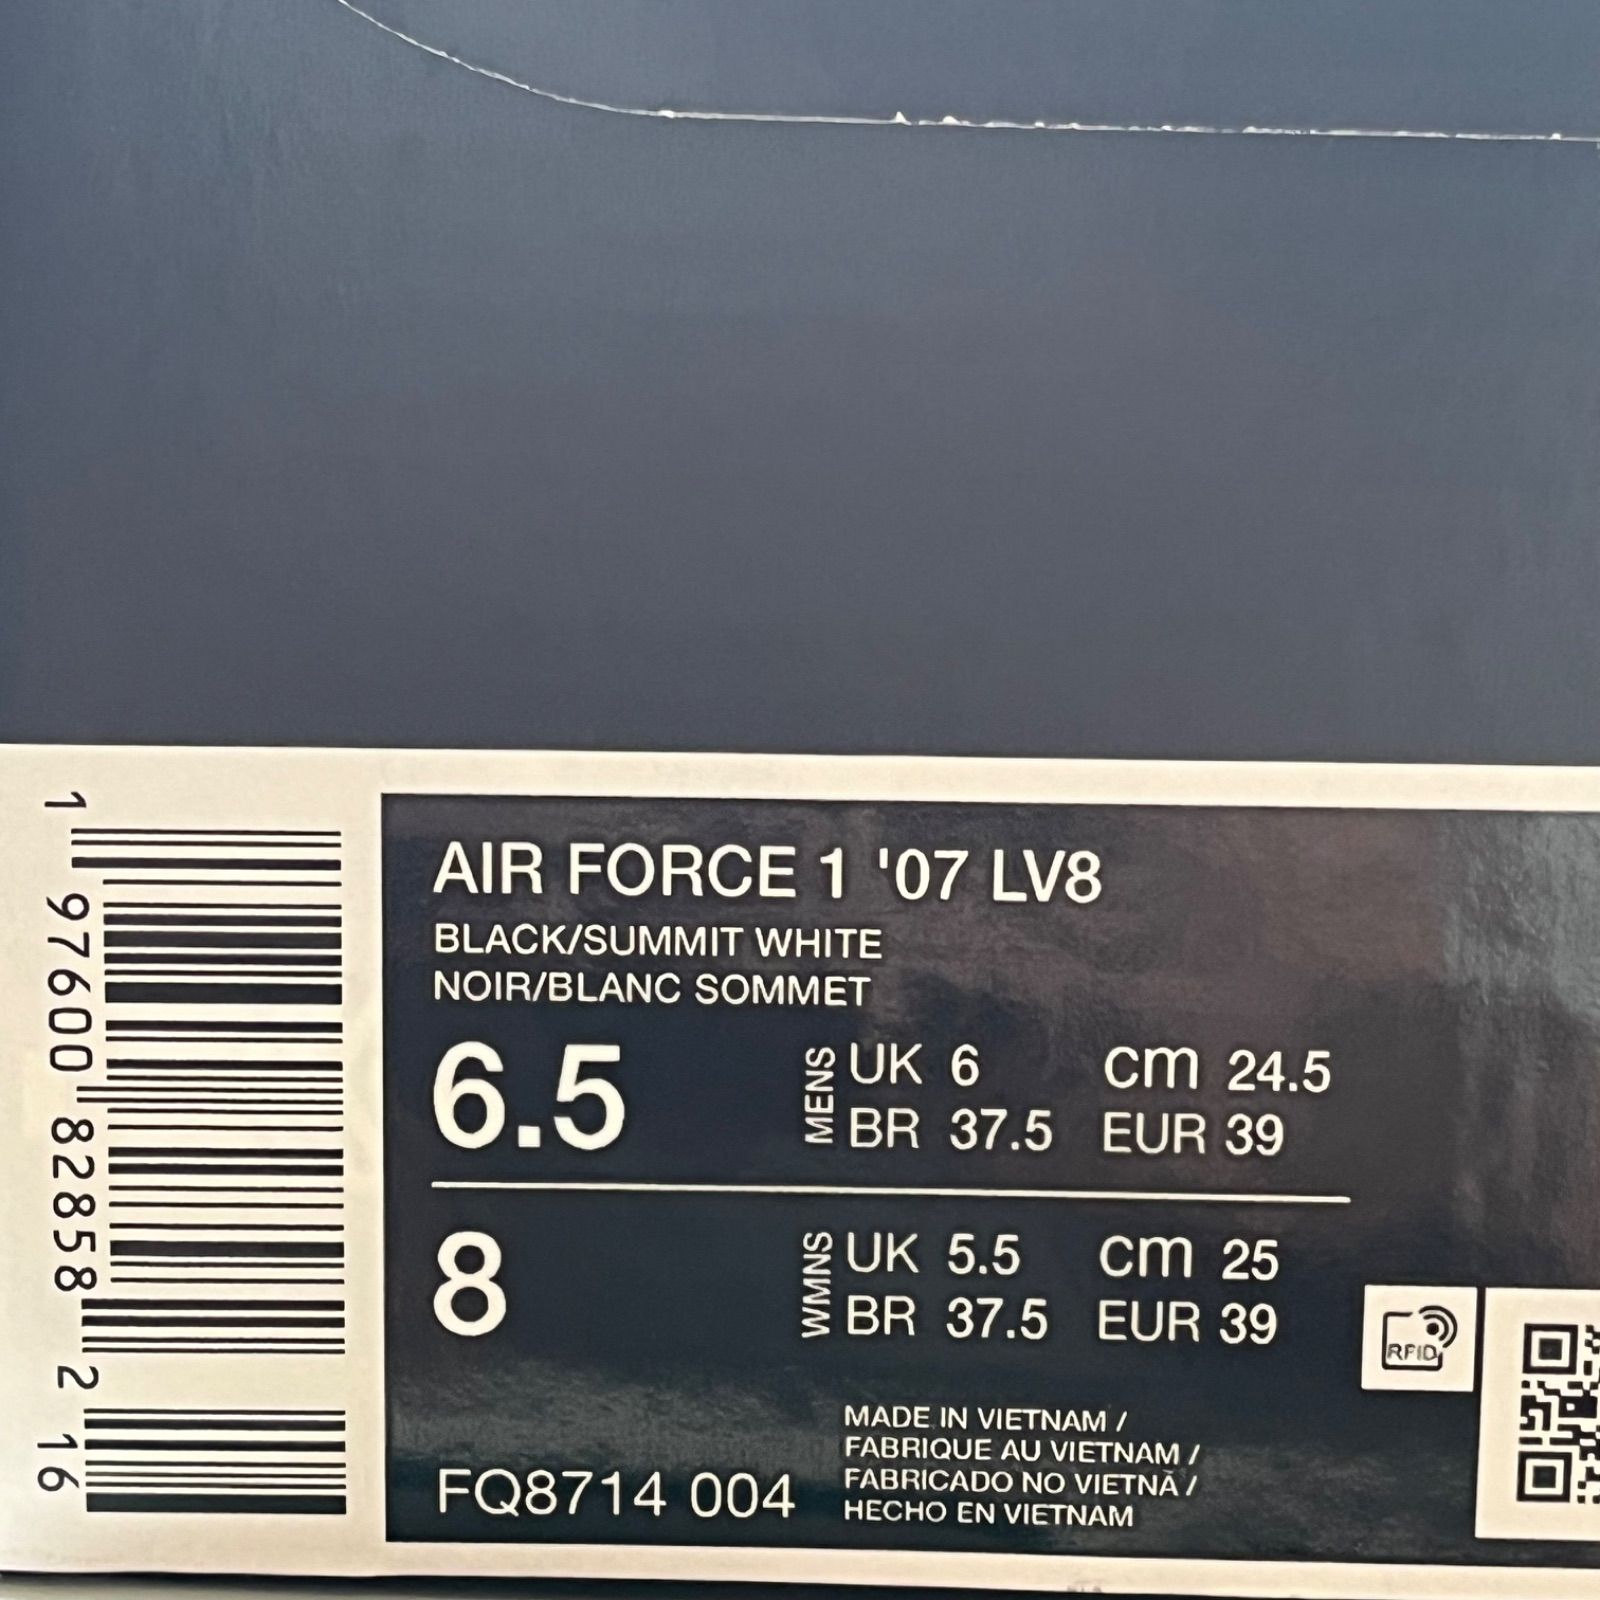 AIR FORCE 1 '07 LV8
BLACK/SUMMIT WHITE
NOIR/BLANC SOMMET
6.5
MENS
UK 6 cm 24.5
BR 37.5 EUR 39
8
WMNS
UK 5.5 cm 25
BR 37.5 EUR 39
RFID
MADE IN VIETNAM /
FABRIQUE AU VIETNAM /
FABRICADO NO VIETNÃ /
HECHO EN VIETNAM
FQ8714 004
1 97600 82858 2 16